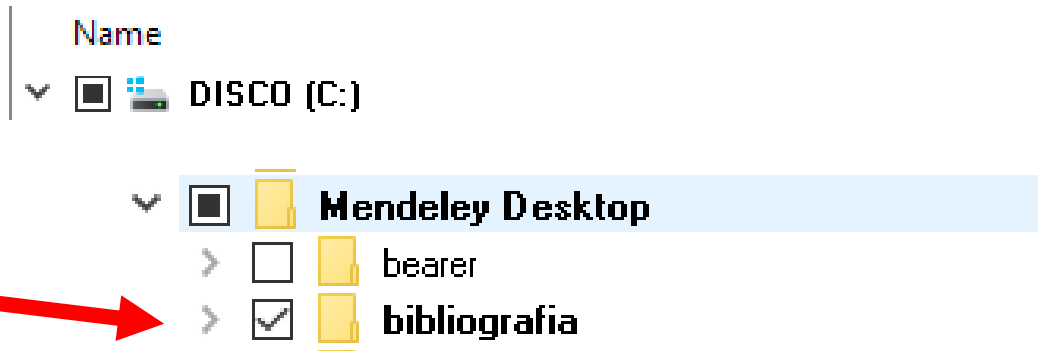 Name
DISCO (C:)
Mendeley Desktop
bearer
bibliografia